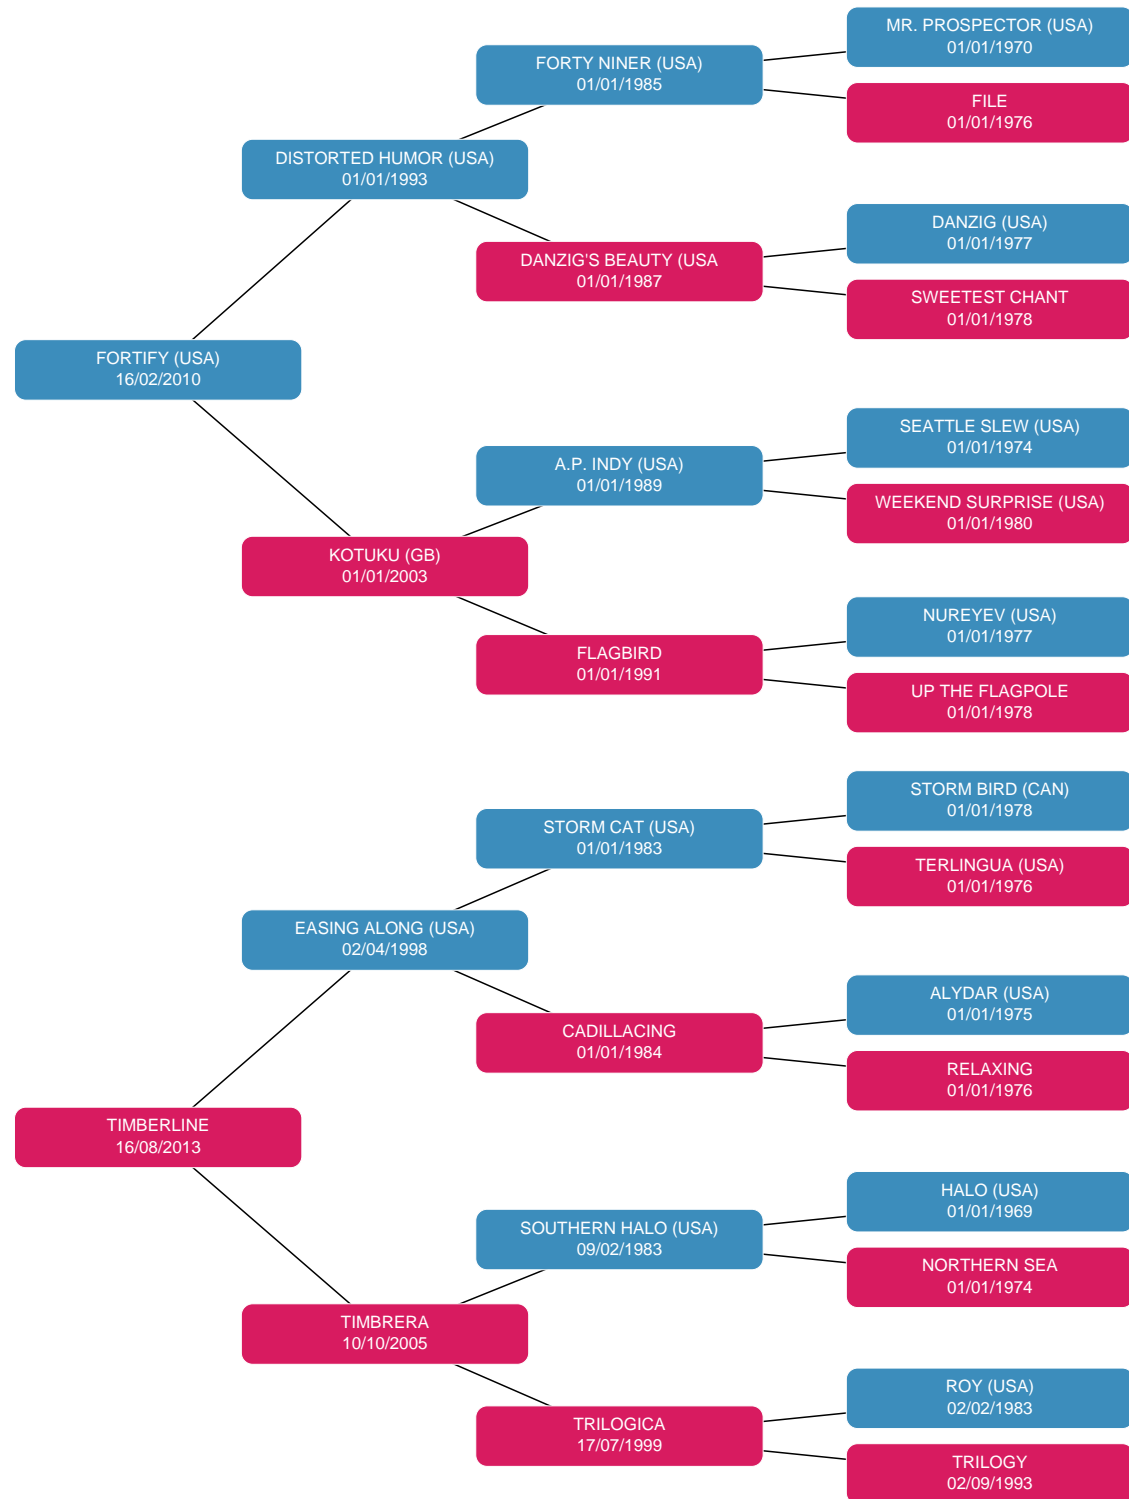 MR. PROSPECTOR (USA)
01/01/1970
FORTY NINER (USA)
01/01/1985
FILE
01/01/1976
DISTORTED HUMOR (USA)
01/01/1993
DANZIG (USA)
01/01/1977
DANZIG'S BEAUTY (USA
01/01/1987
SWEETEST CHANT
01/01/1978
FORTIFY (USA)
16/02/2010
SEATTLE SLEW (USA)
01/01/1974
A.P. INDY (USA)
01/01/1989
WEEKEND SURPRISE (USA)
01/01/1980
KOTUKU (GB)
01/01/2003
NUREYEV (USA)
01/01/1977
FLAGBIRD
01/01/1991
UP THE FLAGPOLE
01/01/1978
STORM BIRD (CAN)
01/01/1978
STORM CAT (USA)
01/01/1983
TERLINGUA (USA)
01/01/1976
EASING ALONG (USA)
02/04/1998
ALYDAR (USA)
01/01/1975
CADILLACING
01/01/1984
RELAXING
01/01/1976
TIMBERLINE
16/08/2013
HALO (USA)
01/01/1969
SOUTHERN HALO (USA)
09/02/1983
NORTHERN SEA
01/01/1974
TIMBRERA
10/10/2005
ROY (USA)
02/02/1983
TRILOGICA
17/07/1999
TRILOGY
02/09/1993